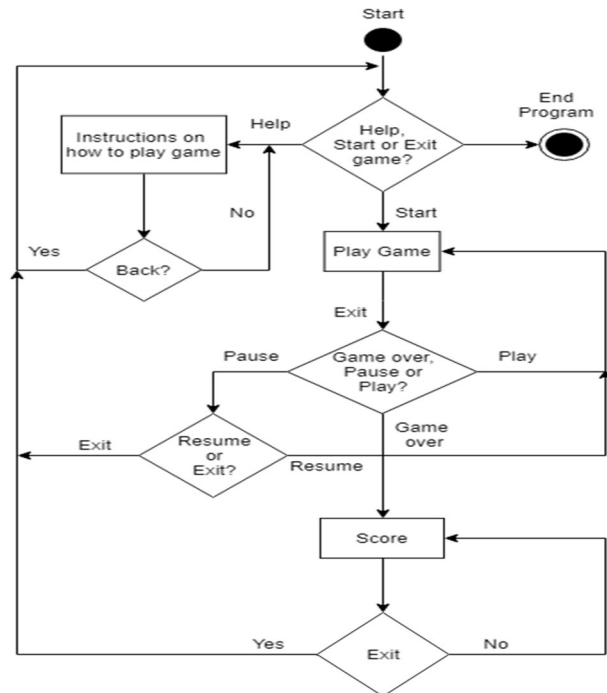 Start
End
Program
Help
Help,
Start or Exit
game?
Instructions on
how to play game
No
Start
Yes
Back?
Play Game
Exit
Pause
Game over,
Pause or
Play?
Play
Game
over
Exit
Resume
or
Exit?
Resume
Score
Yes
Exit
No